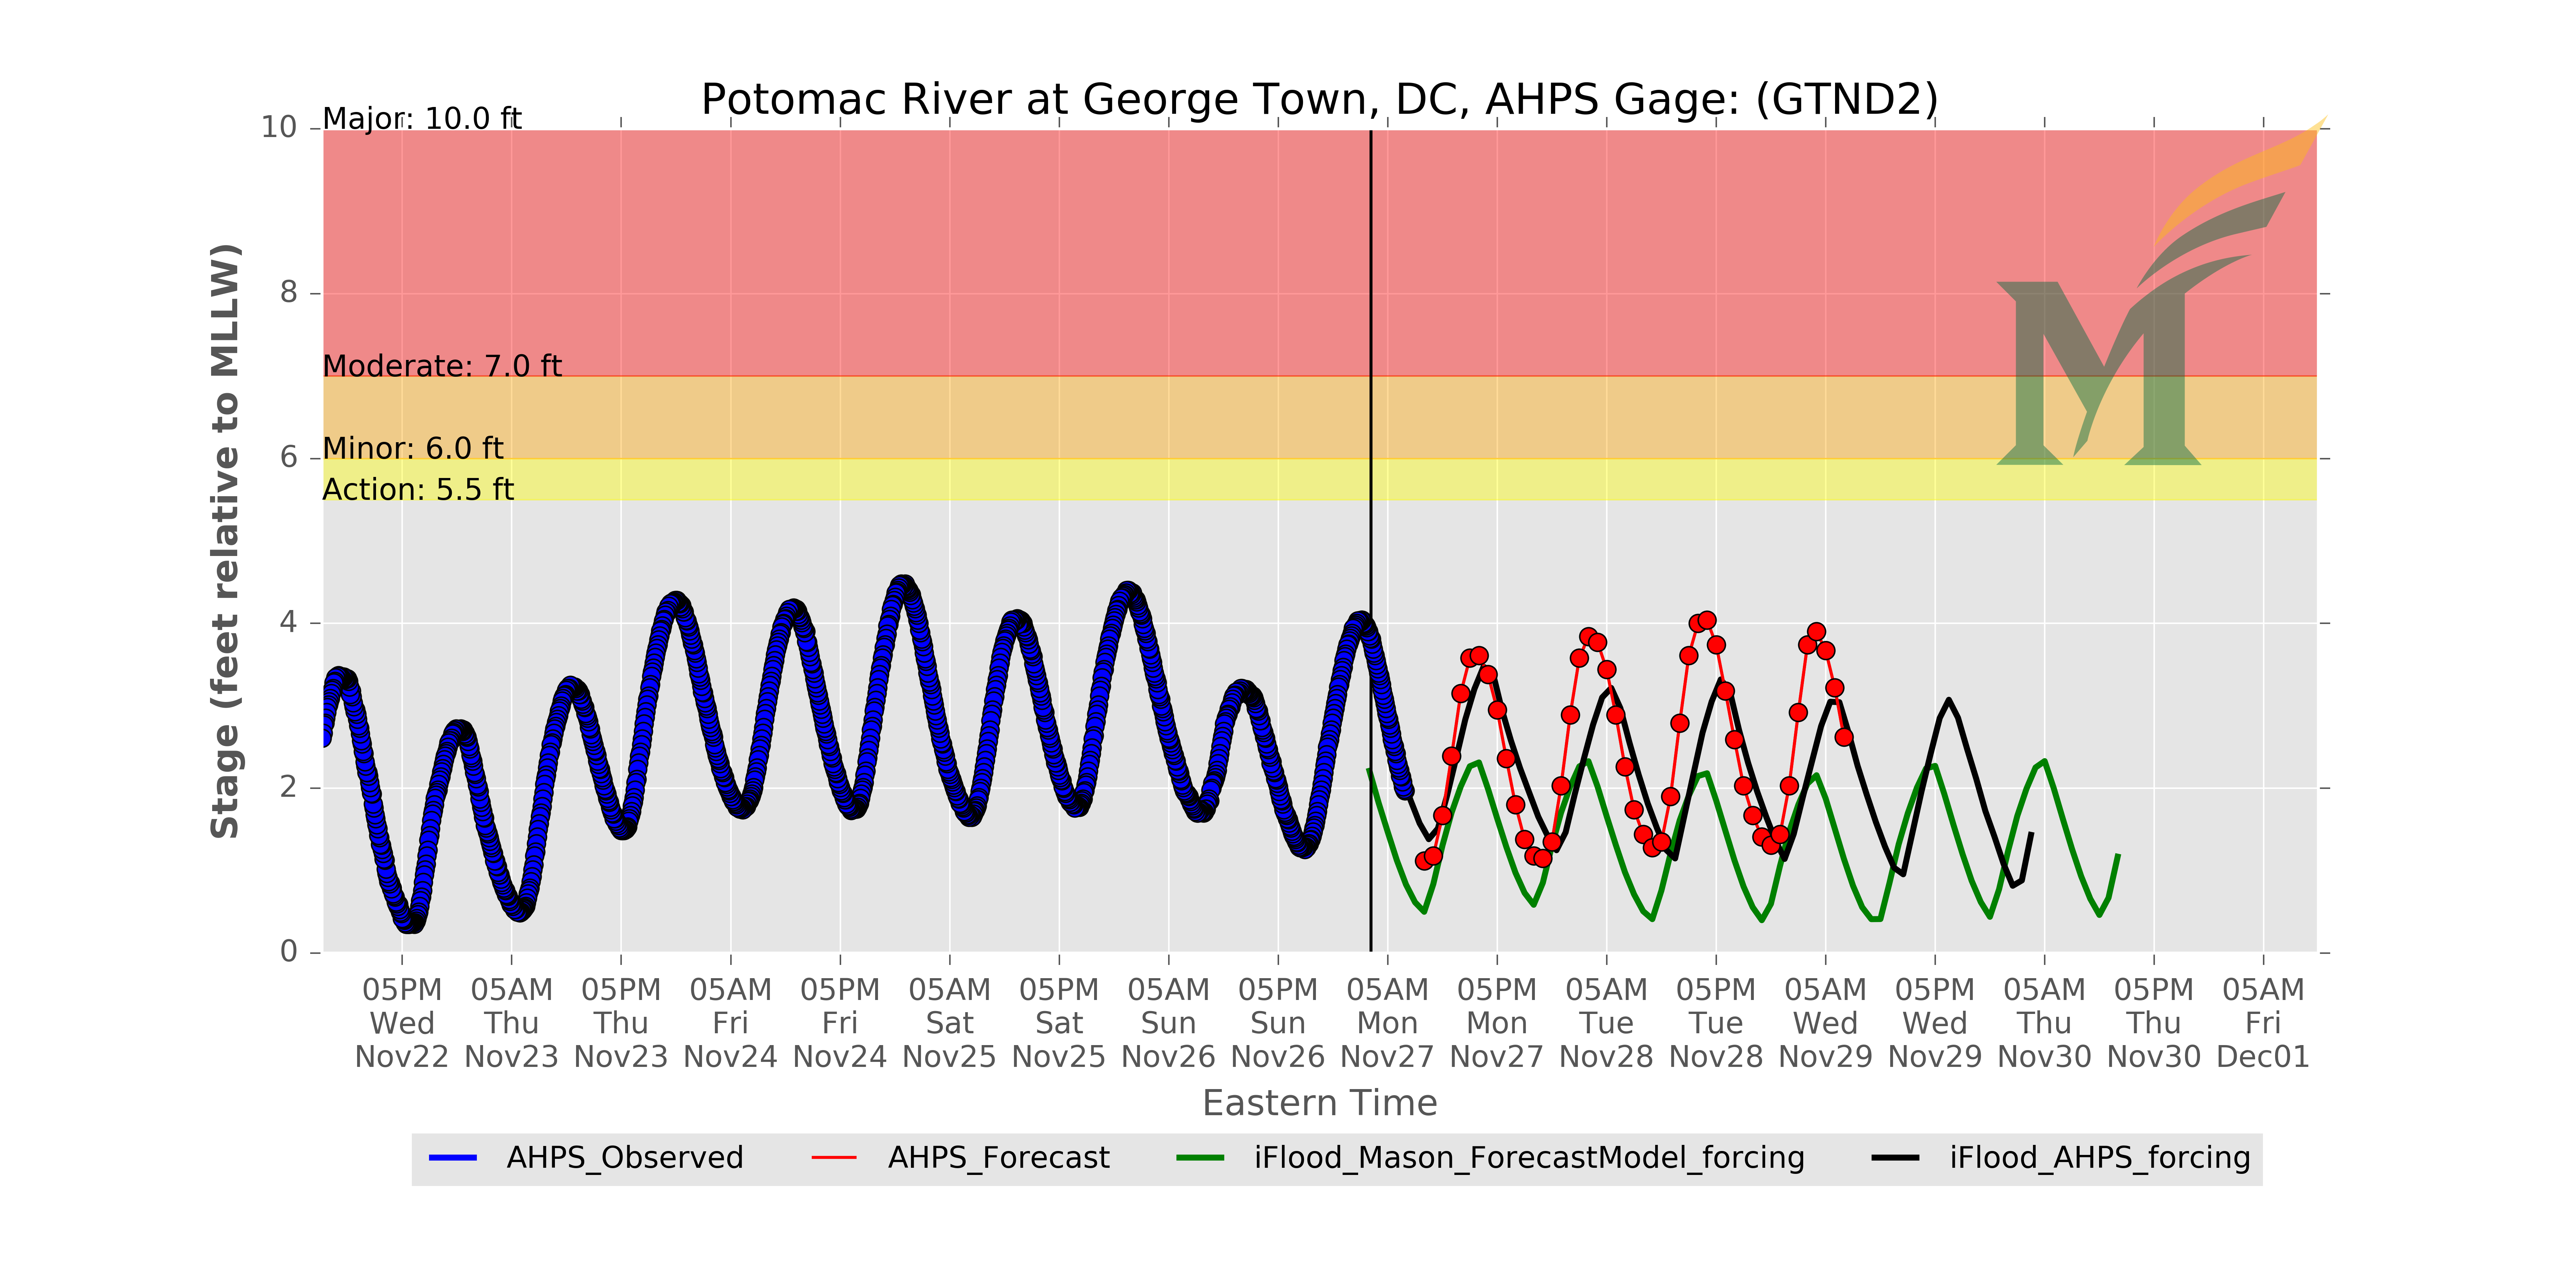 Potomac River at George Town, DC, AHPS Gage: (GTND2)
Major: 10.0 ft
Moderate: 7.0 ft
Minor: 6.0 ft
Action: 5.5 ft
Stage (feet relative to MLLW)
10
8
6
4
2
0
05PM 05AM 05PM 05AM 05PM 05AM 05PM 05AM 05PM 05AM 05PM 05AM 05PM 05AM 05PM 05AM 05PM 05AM
Wed Thu Thu Fri Fri Sat Sat Sun Sun Mon Mon Tue Tue Wed Wed Thu Thu Fri
Nov22 Nov23 Nov23 Nov24 Nov24 Nov25 Nov25 Nov26 Nov26 Nov27 Nov27 Nov28 Nov28 Nov29 Nov29 Nov30 Nov30 Dec01
Eastern Time
AHPS_Observed AHPS_Forecast iFlood_Mason_ForecastModel_forcing iFlood_AHPS_forcing
M